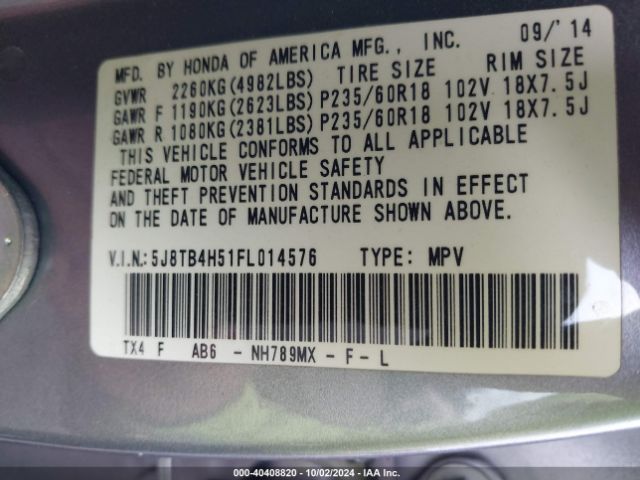 MFD. BY HONDA OF AMERICA MFG., INC. 09/'14
GVWR 2260KG(4982LBS) TIRE SIZE RIM SIZE
GAWR F 1190KG(2623LBS) P235/60R18 102V 18X7.5J
GAWR R 1080KG(2381LBS) P235/60R18 102V 18X7.5J
THIS VEHICLE CONFORMS TO ALL APPLICABLE
FEDERAL MOTOR VEHICLE SAFETY
AND THEFT PREVENTION STANDARDS IN EFFECT
ON THE DATE OF MANUFACTURE SHOWN ABOVE.
V.I.N.: 5J8TB4H51FL014576 TYPE: MPV
TX4 F AB6 - NH789MX - F - L
000-40408820 - 10/02/2024 - IAA Inc.